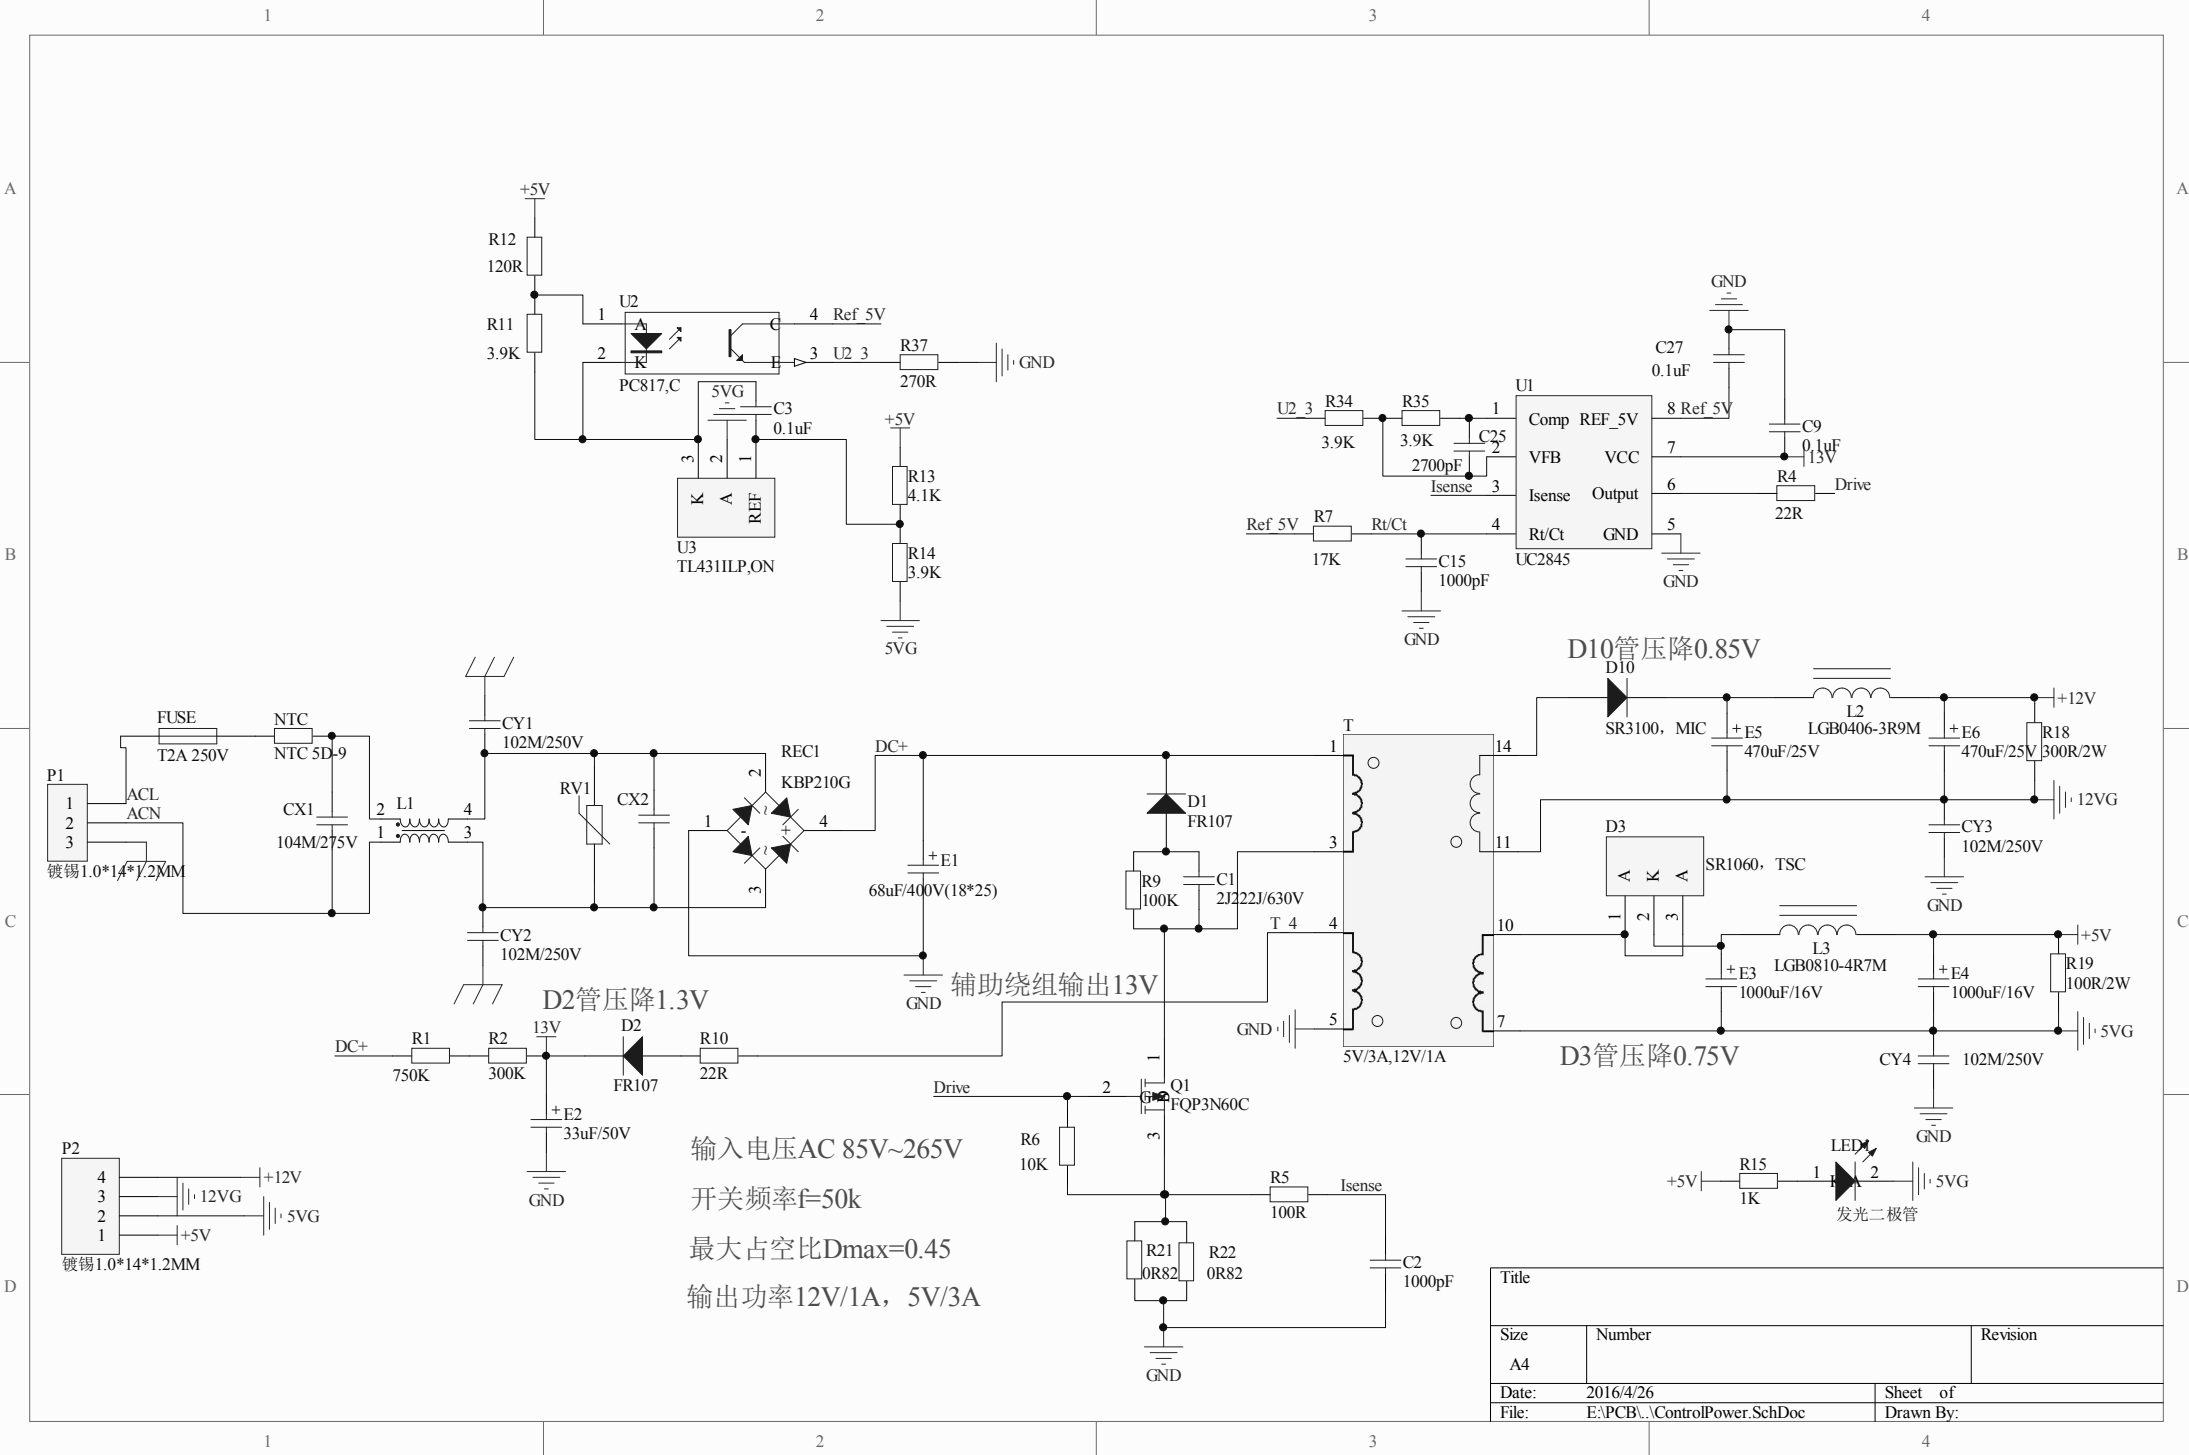 1 2 3 4
A A
+5V
R12
120R
R11
3.9K
U2
1 A C 4 Ref_5V
2 K E 3 U2_3
PC817,C
R37
270R
GND
5VG
C3
0.1uF
3 2 1
K A REF
U3
TL431ILP,ON
+5V
R13
4.1K
R14
3.9K
5VG
GND
C27
0.1uF
C9
0.1uF
13V
U1
U2_3 R34 R35 1 Comp REF_5V 8 Ref_5V
3.9K 3.9K
C25
2700pF
2 VFB VCC 7
Isense 3 Isense Output 6
R4
22R
Drive
Ref_5V R7 Rt/Ct 4 Rt/Ct GND 5
17K
C15
1000pF
GND
UC2845
GND
B B
D10管压降0.85V
D10
SR3100，MIC
L2
LGB0406-3R9M
+12V
E5
470uF/25V
E6
470uF/25V
R18
300R/2W
12VG
CY3
102M/250V
GND
FUSE
T2A 250V
NTC
NTC 5D-9
P1
1 ACL
2 ACN
3
镀锡1.0*14*1.2MM
CX1
104M/275V
L1
2 4
1 3
CY1
102M/250V
CY2
102M/250V
RV1
CX2
REC1
KBP210G
2
1 - + 4
3
~
~
DC+
E1
68uF/400V(18*25)
GND
D1
FR107
R9
100K
C1
2J222J/630V
T
1 14
3 11
T_4 4 10
GND 5 7
5V/3A,12V/1A
D3
A K A
1 2 3
SR1060，TSC
L3
LGB0810-4R7M
+5V
E3
1000uF/16V
E4
1000uF/16V
R19
100R/2W
5VG
CY4 102M/250V
GND
D3管压降0.75V
C C
辅助绕组输出13V
D2管压降1.3V
13V
DC+ R1 R2 D2 R10
750K 300K FR107 22R
E2
33uF/50V
GND
Drive 2
1
G
D
Q1
FQP3N60C
3
R6
10K
R5
100R
Isense
R21
0R82
R22
0R82
C2
1000pF
GND
P2
4 +12V
3 12VG
2 5VG
1 +5V
镀锡1.0*14*1.2MM
输入电压AC 85V~265V
开关频率f=50k
最大占空比Dmax=0.45
输出功率12V/1A，5V/3A
+5V R15 1 2 5VG
1K
LED1
A
发光二极管
D D
Title
Size
A4
Number
Revision
Date: 2016/4/26 Sheet of
File: E:\PCB\..\ControlPower.SchDoc Drawn By:
1 2 3 4